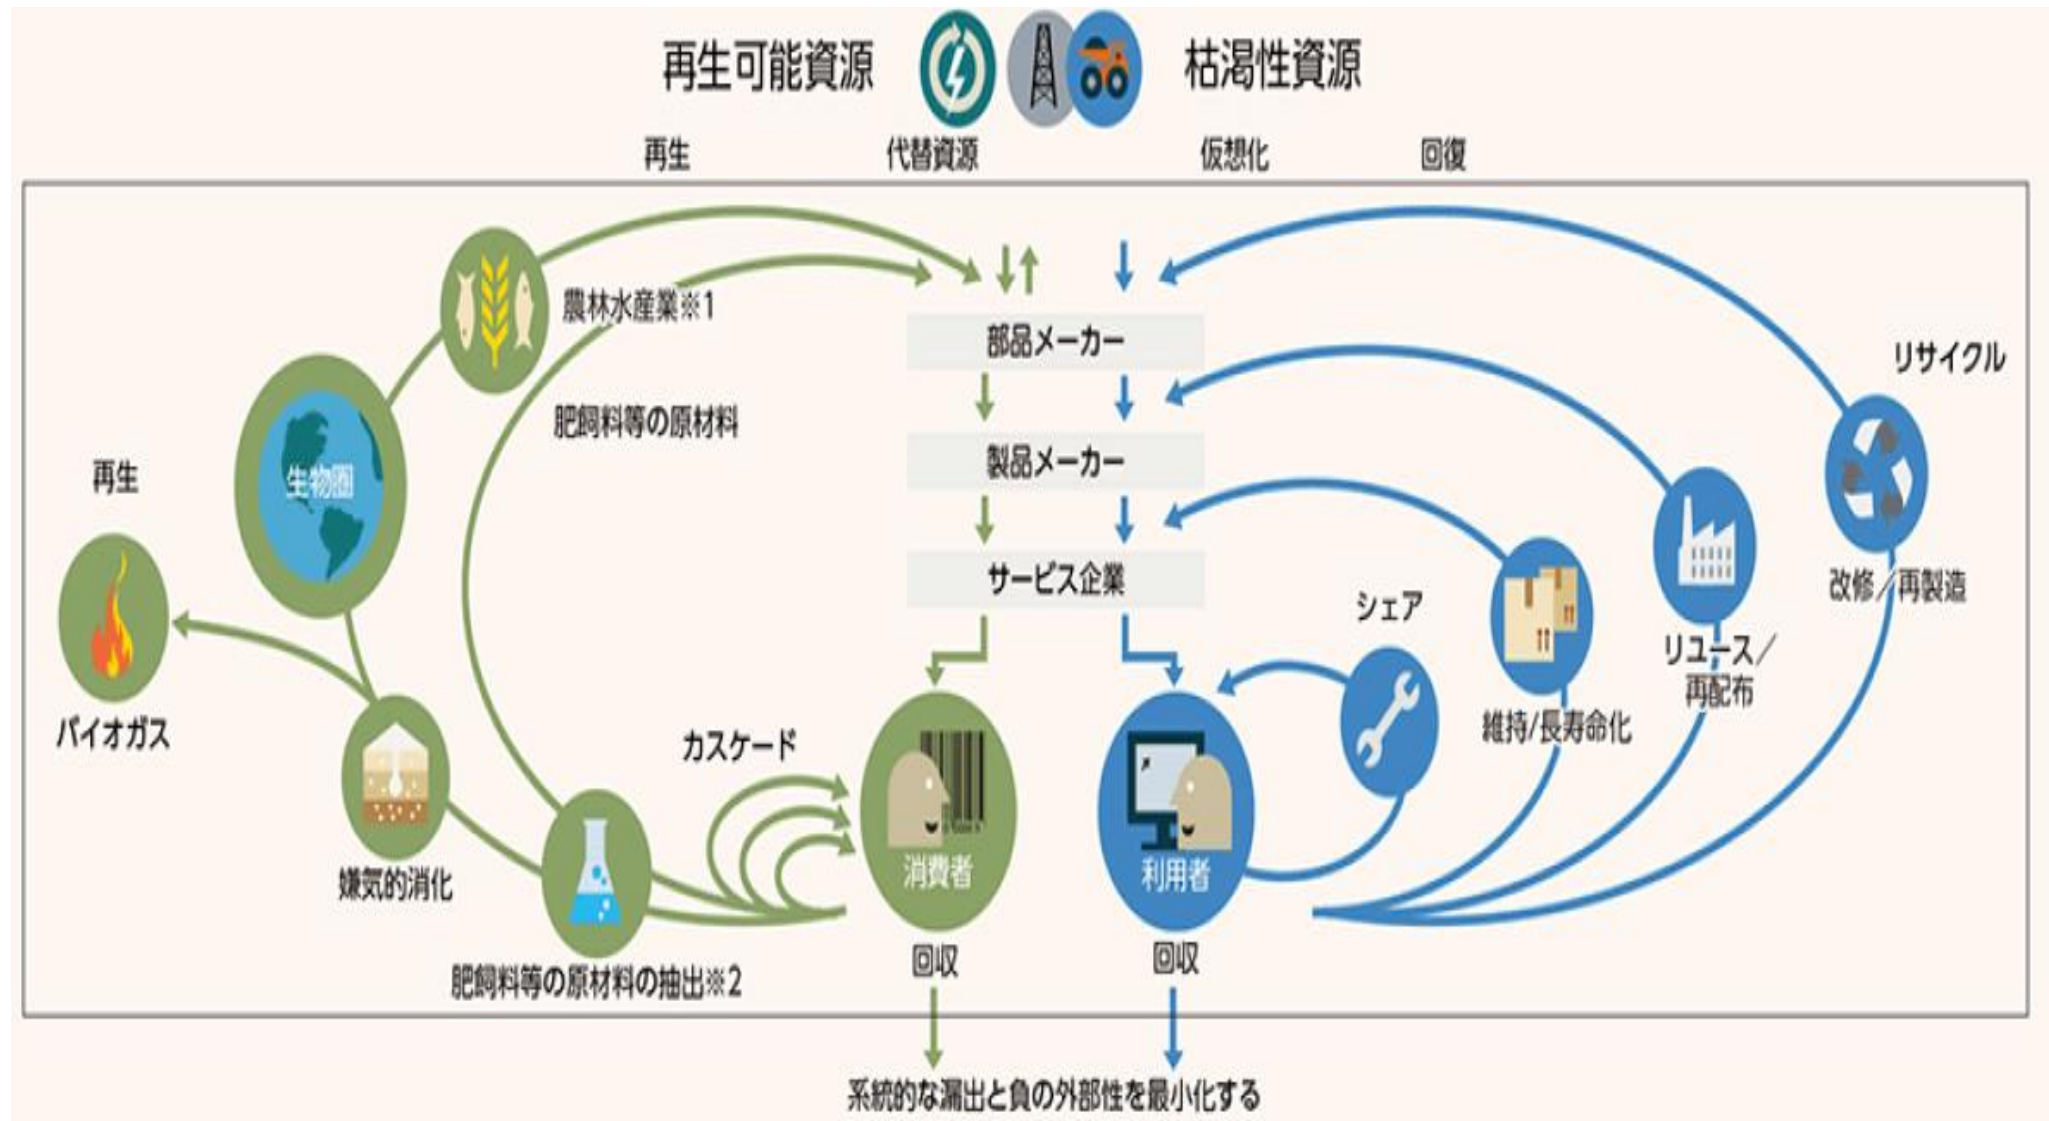 再生可能資源
枯渇性資源
再生
代替資源
仮想化
回復
農林水産業※1
部品メーカー
リサイクル
肥飼料等の原材料
製品メーカー
再生
生物圏
サービス企業
改修／再製造
シェア
リユース／
再配布
バイオガス
カスケード
維持/長寿命化
嫌気的消化
消費者
利用者
回収
回収
肥飼料等の原材料の抽出※2
系統的な漏出と負の外部性を最小化する